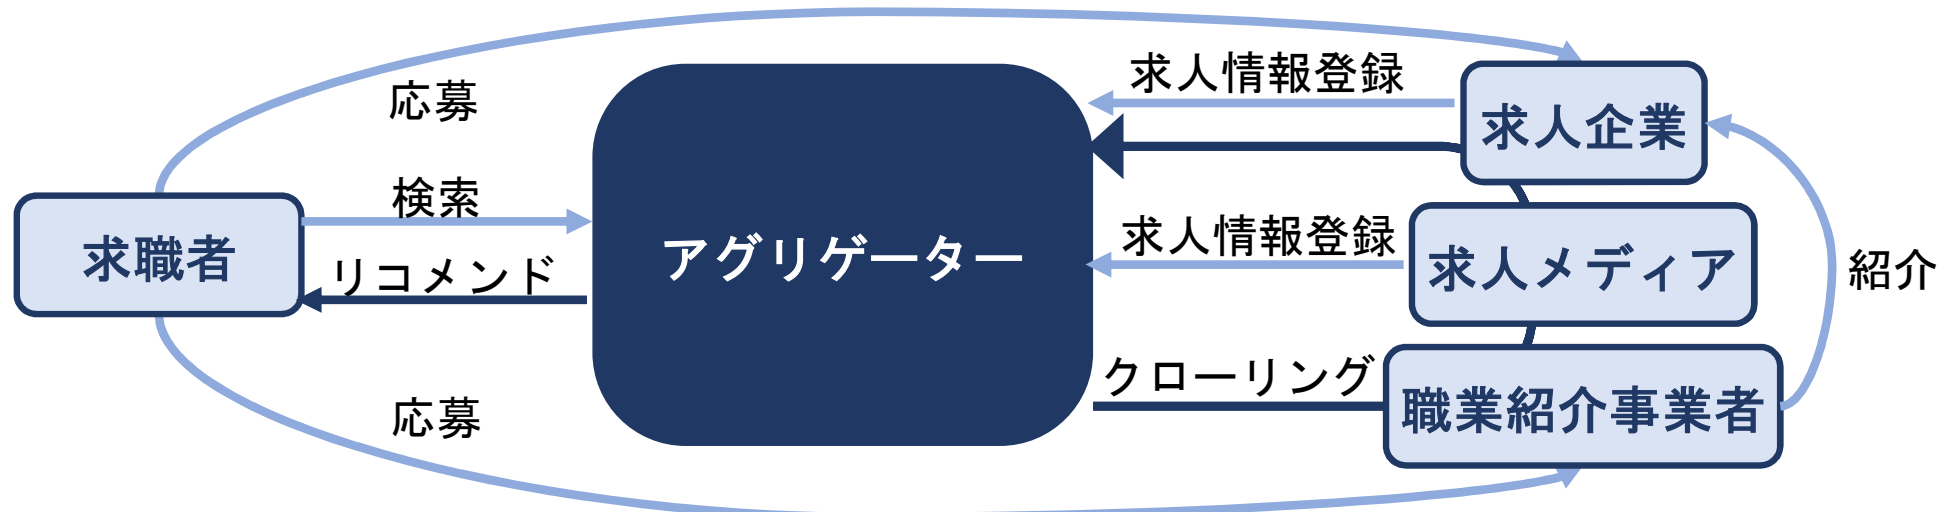 応募
求人情報登録
求人企業
検索
求職者
リコメンド
アグリゲーター
求人情報登録
求人メディア
紹介
クローリング
職業紹介事業者
応募